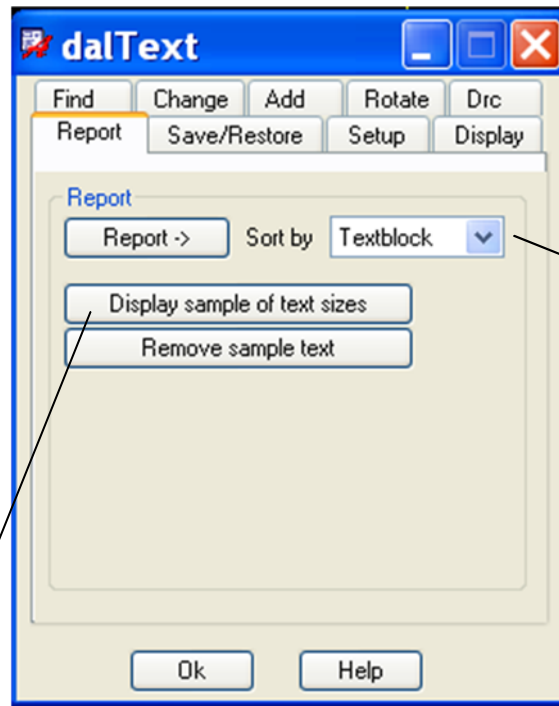 dalText
Find Change Add Rotate Drc
Report Save/Restore Setup Display
Report
Report -> Sort by Textblock
Display sample of text sizes
Remove sample text
Ok Help